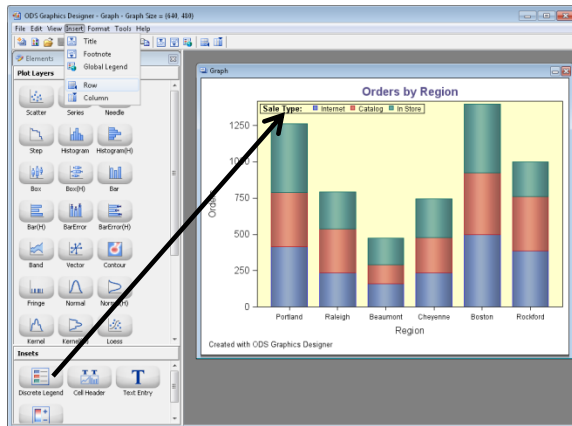 ODS Graphics Designer - Graph - Graph Size = (640, 480)
File Edit View Insert Format Tools Help
Title
Footnote
Global Legend
Row
Column
Elements
Plot Layers
Scatter Series Needle
Step Histogram Histogram(H)
Box Box(H) Bar
Bar(H) BarError BarError(H)
Band Vector Contour
Fringe Normal Normal(H)
Kernel Loess
Insets
Discrete Legend Cell Header Text Entry
Graph
Orders by Region
Sale Type: Internet Catalog In Store
1250
1000
750
500
250
0
Orders
Portland Raleigh Beaumont Cheyenne Boston Rockford
Region
Created with ODS Graphics Designer